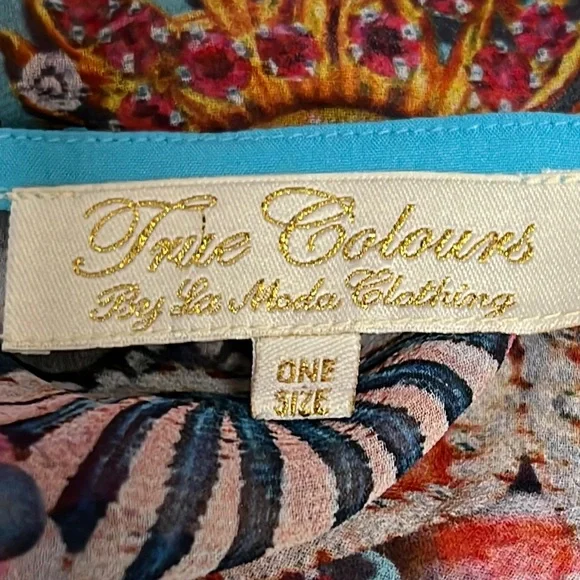 True Colours
By La Moda Clothing
ONE
SIZE